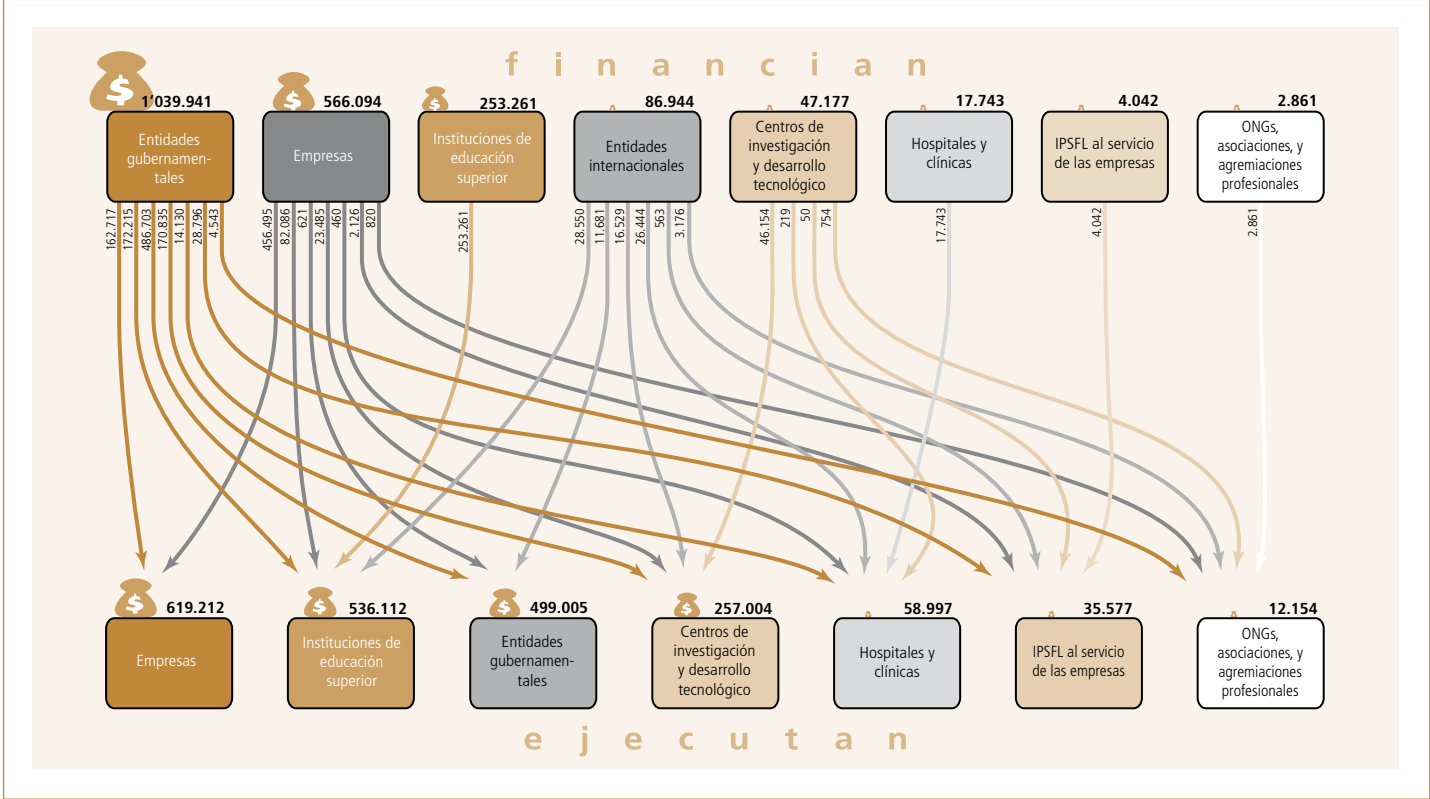 f i n a n c i a n
1’039.941
566.094
253.261
86.944
47.177
17.743
4.042
2.861
Entidades
gubernamen-
tales
Empresas
Instituciones de
educación
superior
Entidades
internacionales
Centros de
investigación
y desarrollo
tecnológico
Hospitales y
clínicas
IPSFL al servicio
de las empresas
ONGs,
asociaciones, y
agremiaciones
profesionales
162.717
172.215
486.703
170.835
14.130
28.796
4.543
456.495
82.086
621
23.485
460
2.126
820
253.261
28.550
11.681
16.529
26.444
563
3.176
46.154
219
50
754
17.743
4.042
2.861
$
$
$
$
$
$
$
619.212
536.112
499.005
257.004
58.997
35.577
12.154
Empresas
Instituciones de
educación
superior
Entidades
gubernamen-
tales
Centros de
investigación
y desarrollo
tecnológico
Hospitales y
clínicas
IPSFL al servicio
de las empresas
ONGs,
asociaciones, y
agremiaciones
profesionales
e j e c u t a n